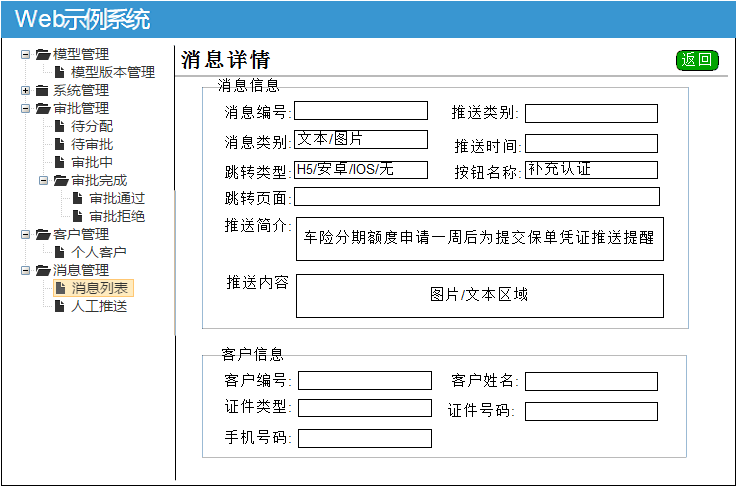 Web示例系统
模型管理
模型版本管理
系统管理
审批管理
待分配
待审批
审批中
审批完成
审批通过
审批拒绝
客户管理
个人客户
消息管理
消息列表
人工推送
消息详情
返回
消息信息
消息编号:
推送类别:
消息类别: 文本/图片
推送时间:
跳转类型: H5/安卓/IOS/无
按钮名称: 补充认证
跳转页面:
推送简介: 车险分期额度申请一周后为提交保单凭证推送提醒
推送内容 图片/文本区域
客户信息
客户编号:
客户姓名:
证件类型:
证件号码:
手机号码: